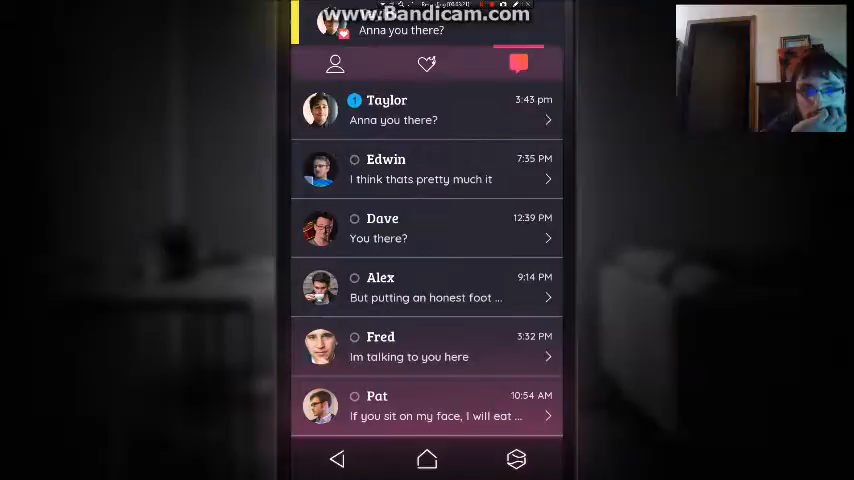 www.Bandicam.com
Anna you there?
1 Taylor 3:43 pm
Anna you there?
Edwin 7:35 PM
I think thats pretty much it
Dave 12:39 PM
You there?
Alex 9:14 PM
But putting an honest foot ...
Fred 3:32 PM
Im talking to you here
Pat 10:54 AM
If you sit on my face, I will eat ...